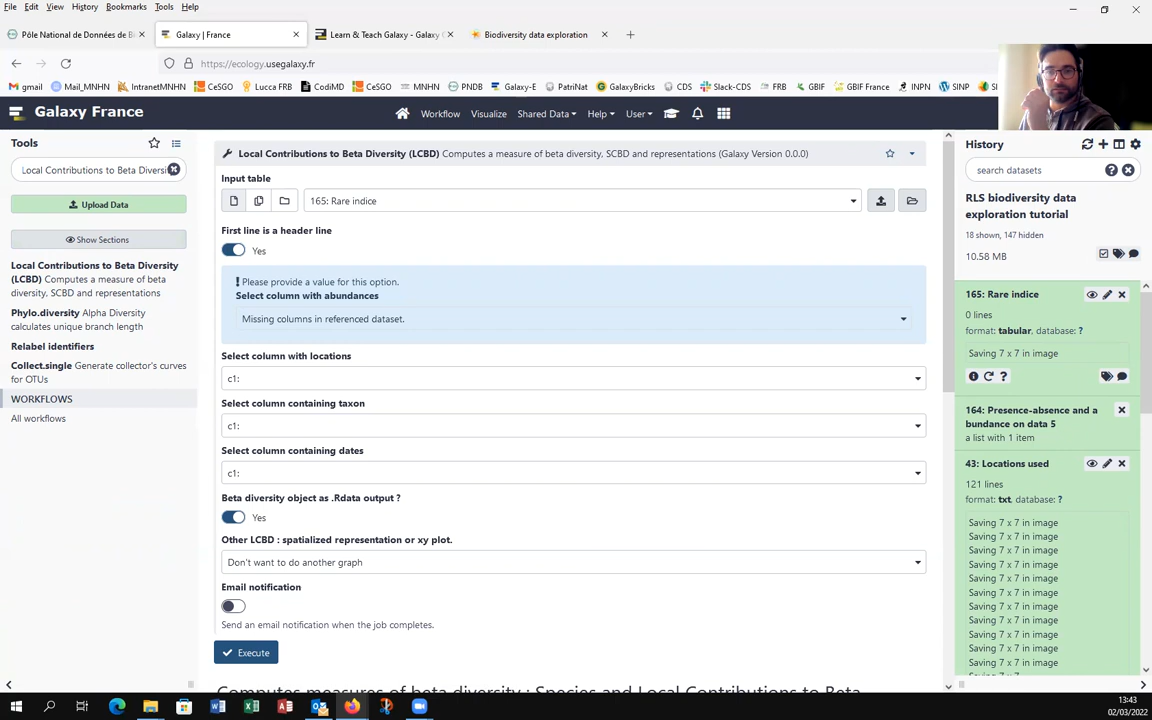 File Edit View History Bookmarks Tools Help
Pôle National de Données de Bi
Galaxy | France
Learn & Teach Galaxy - Galaxy C
Biodiversity data exploration
https://ecology.usegalaxy.fr
gmail Mail_MNHN IntranetMNHN CeSGO Lucca FRB CodiMD CeSGO MNHN PNDB Galaxy-E PatriNat GalaxyBricks CDS Slack-CDS FRB GBIF GBIF France INPN SINP
Galaxy France
Workflow Visualize Shared Data Help User
Tools
Local Contributions to Beta Diversi
Upload Data
Show Sections
Local Contributions to Beta Diversity
(LCBD) Computes a measure of beta
diversity, SCBD and representations
Phylo.diversity Alpha Diversity
calculates unique branch length
Relabel identifiers
Collect.single Generate collector's curves
for OTUs
WORKFLOWS
All workflows
Local Contributions to Beta Diversity (LCBD) Computes a measure of beta diversity, SCBD and representations (Galaxy Version 0.0.0)
Input table
165: Rare indice
First line is a header line
Yes
! Please provide a value for this option.
Select column with abundances
Missing columns in referenced dataset.
Select column with locations
c1:
Select column containing taxon
c1:
Select column containing dates
c1:
Beta diversity object as .Rdata output ?
Yes
Other LCBD : spatialized representation or xy plot.
Don't want to do another graph
Email notification
Send an email notification when the job completes.
Execute
Computes measures of beta diversity : Species and Local Contributions to Beta
History
search datasets
RLS biodiversity data
exploration tutorial
18 shown, 147 hidden
10.58 MB
165: Rare indice
0 lines
format: tabular, database: ?
Saving 7 x 7 in image
164: Presence-absence and a
bundance on data 5
a list with 1 item
43: Locations used
121 lines
format: txt, database: ?
Saving 7 x 7 in image
Saving 7 x 7 in image
Saving 7 x 7 in image
Saving 7 x 7 in image
Saving 7 x 7 in image
Saving 7 x 7 in image
Saving 7 x 7 in image
Saving 7 x 7 in image
Saving 7 x 7 in image
Saving 7 x 7 in image
Saving 7 x 7 in image
13:43
02/03/2022